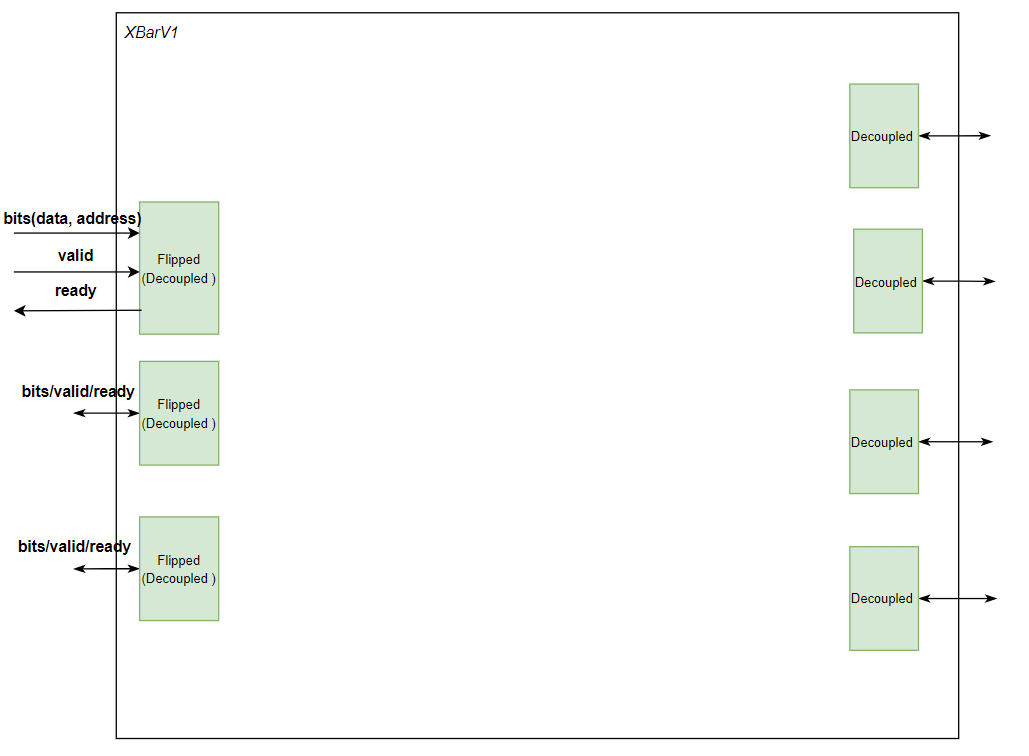 XBarV1
Decoupled
bits(data, address)
valid
ready
Flipped
(Decoupled )
Decoupled
bits/valid/ready
Flipped
(Decoupled )
Decoupled
bits/valid/ready
Flipped
(Decoupled )
Decoupled